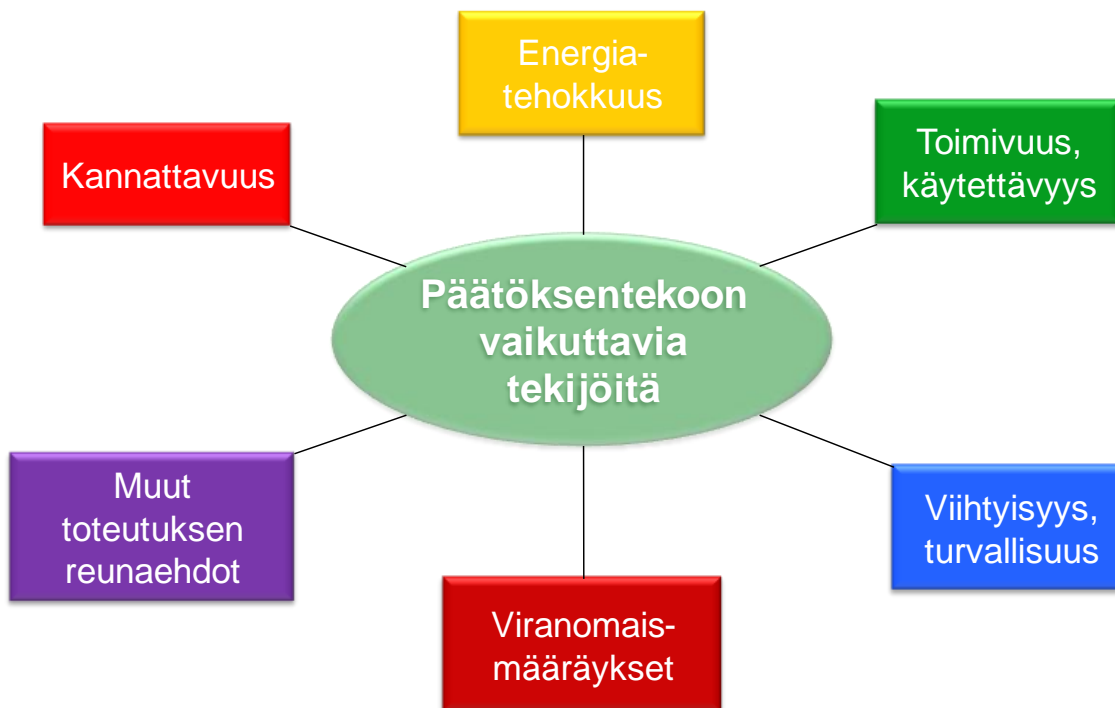 Energia-
tehokkuus
Kannattavuus
Toimivuus,
käytettävyys
Päätöksentekoon
vaikuttavia
tekijöitä
Muut
toteutuksen
reunaehdot
Viihtyisyys,
turvallisuus
Viranomais-
määräykset